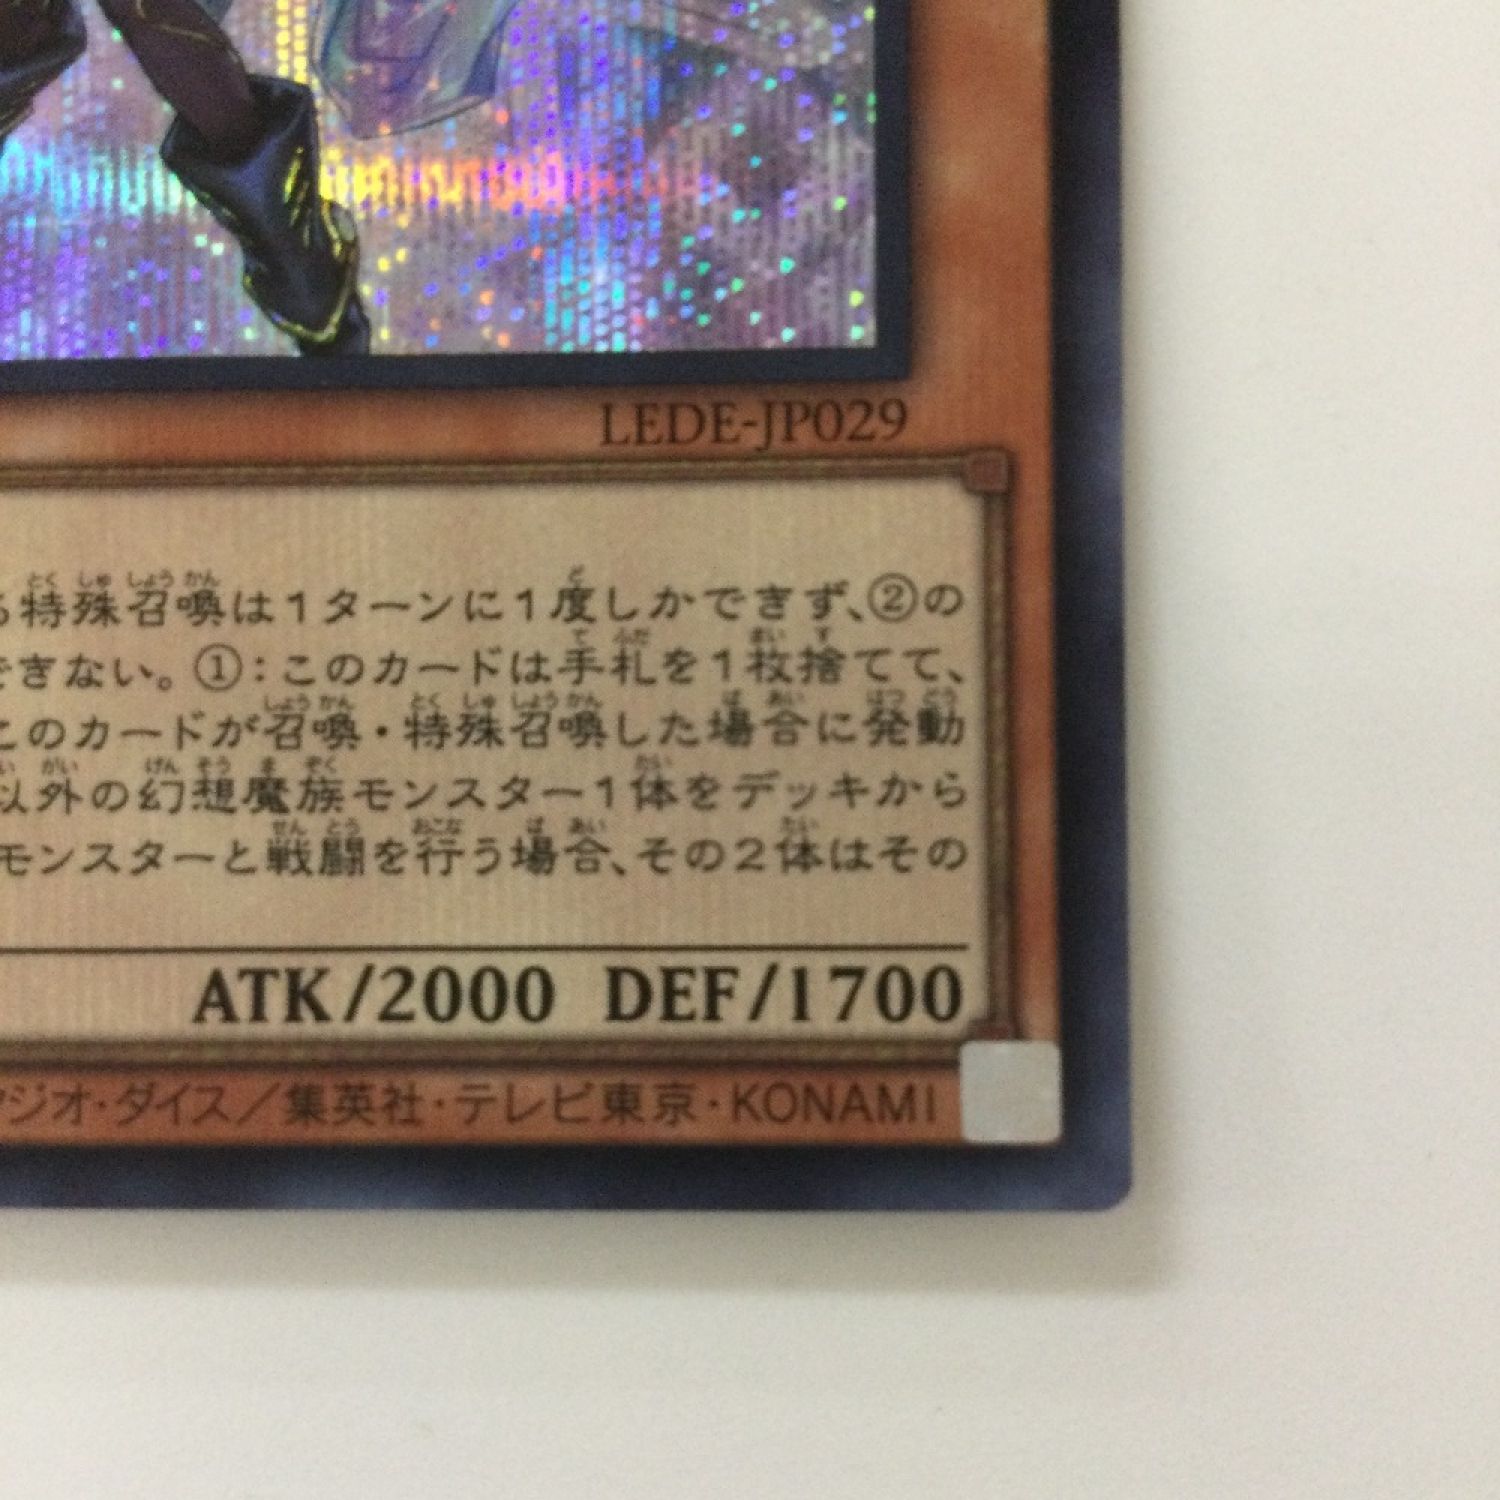 LEDE-JP029
る特殊召喚は1ターンに1度しかできず、②の
できない。①:このカードは手札を1枚捨てて、
このカードが召喚・特殊召喚した場合に発動
以外の幻想魔族モンスター1体をデッキから
モンスターと戦闘を行う場合、その2体はその
ATK/2000 DEF/1700
タジオ・ダイス/集英社・テレビ東京・KONAMI